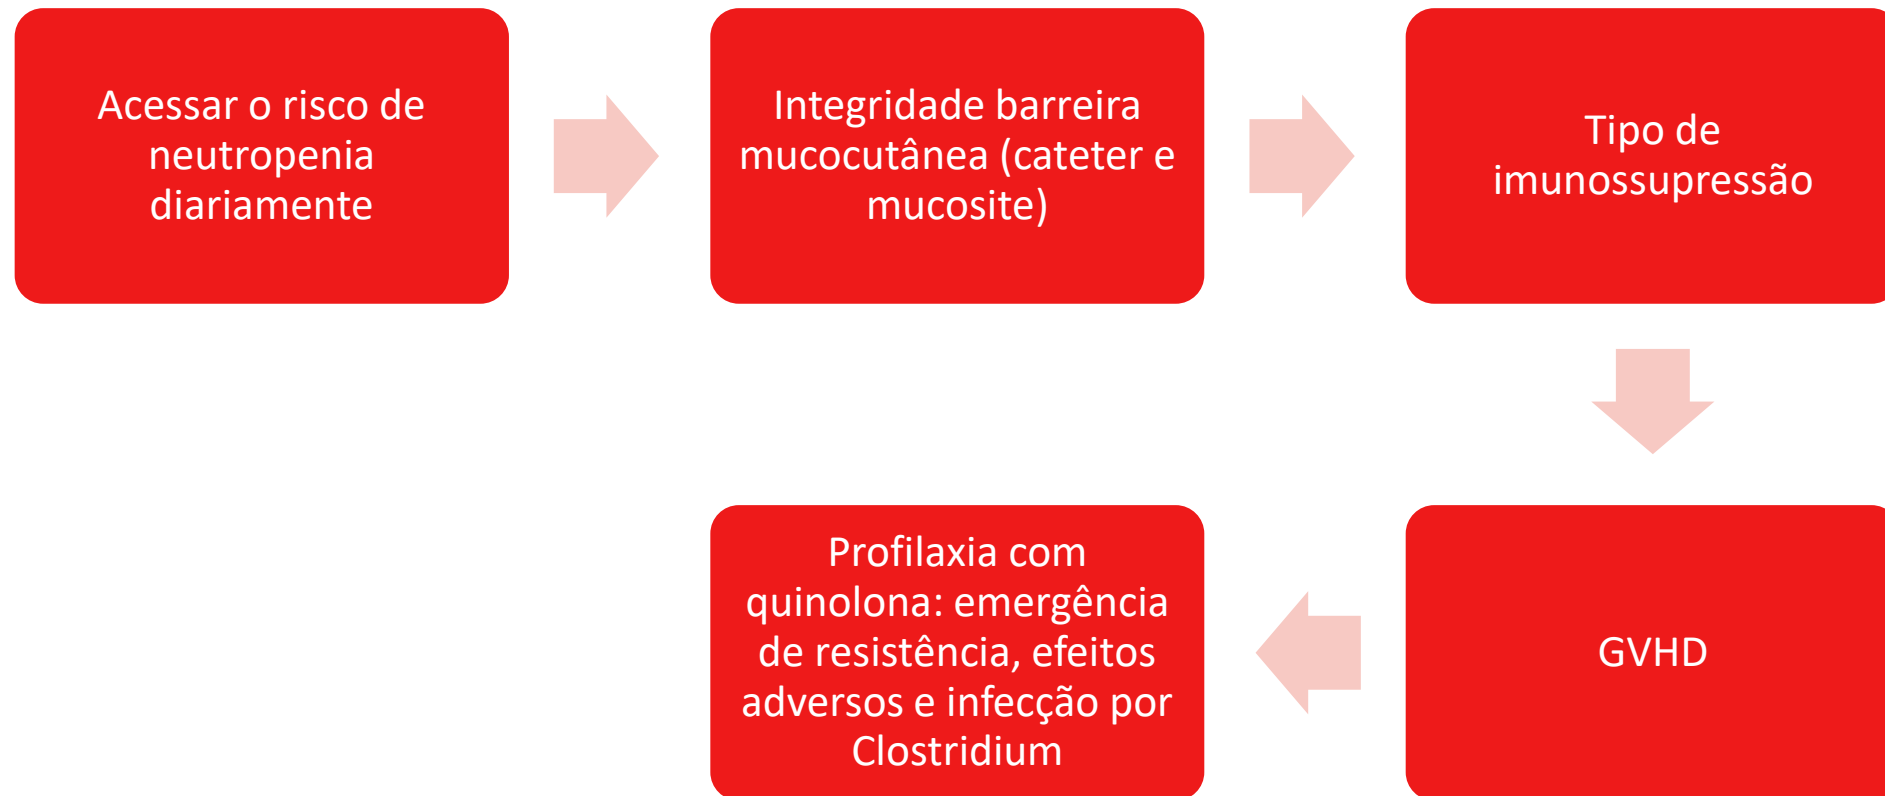 Acessar o risco de
neutropenia
diariamente
Integridade barreira
mucocutânea (cateter e
mucosite)
Tipo de
imunossupressão
GVHD
Profilaxia com
quinolona: emergência
de resistência, efeitos
adversos e infecção por
Clostridium